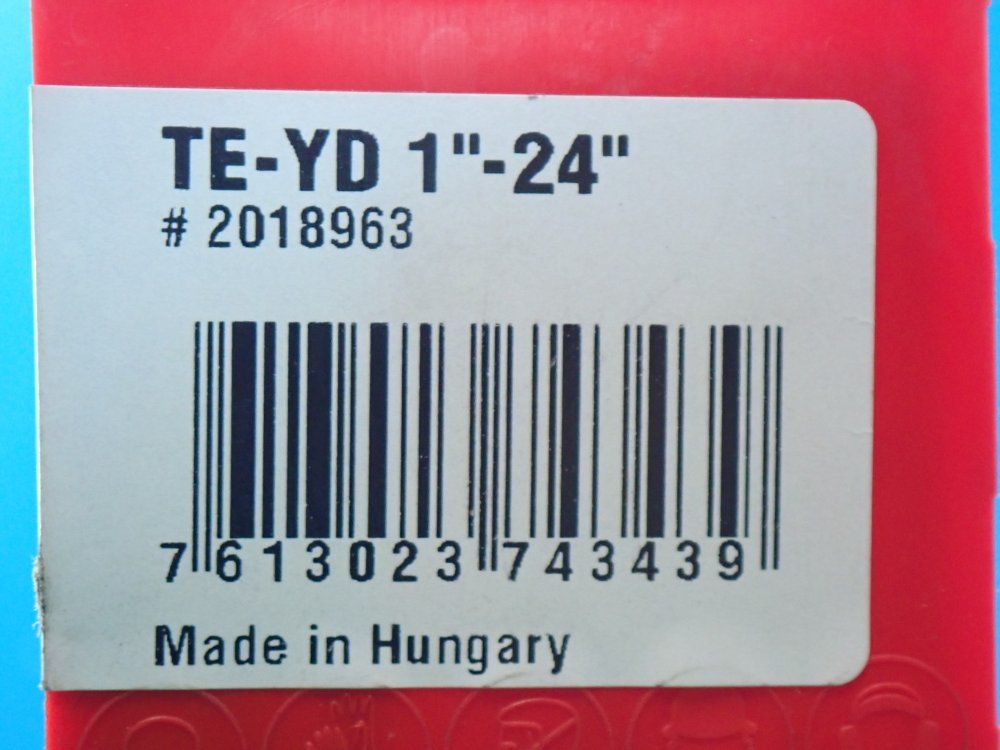 TE-YD 1"-24"
# 2018963
7 613023 743439
Made in Hungary